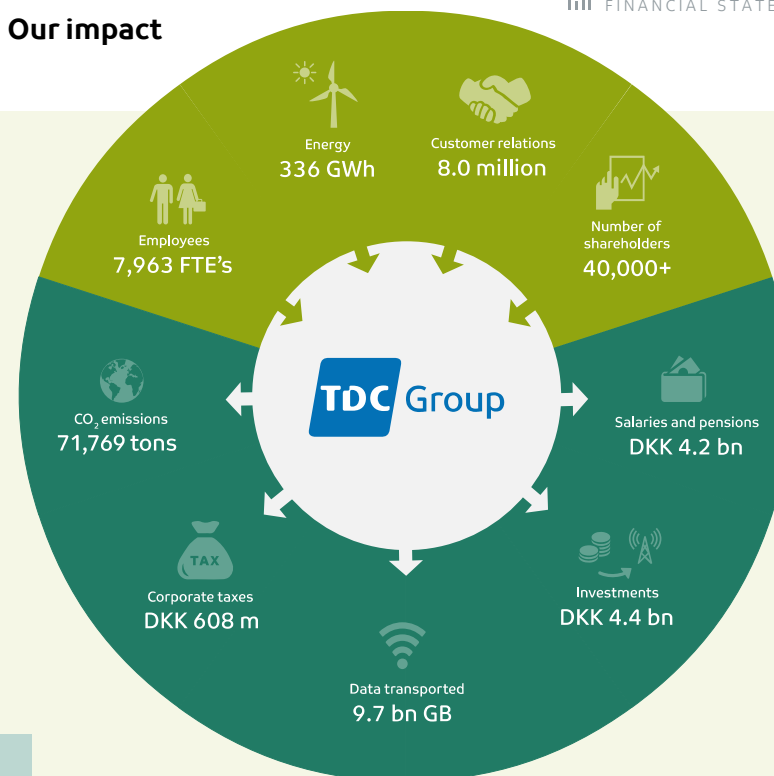 FINANCIAL STATE
Our impact
Energy
336 GWh
Customer relations
8.0 million
Employees
7,963 FTE’s
Number of
shareholders
40,000+
TDC Group
CO₂ emissions
71,769 tons
Salaries and pensions
DKK 4.2 bn
TAX
Corporate taxes
DKK 608 m
Investments
DKK 4.4 bn
Data transported
9.7 bn GB